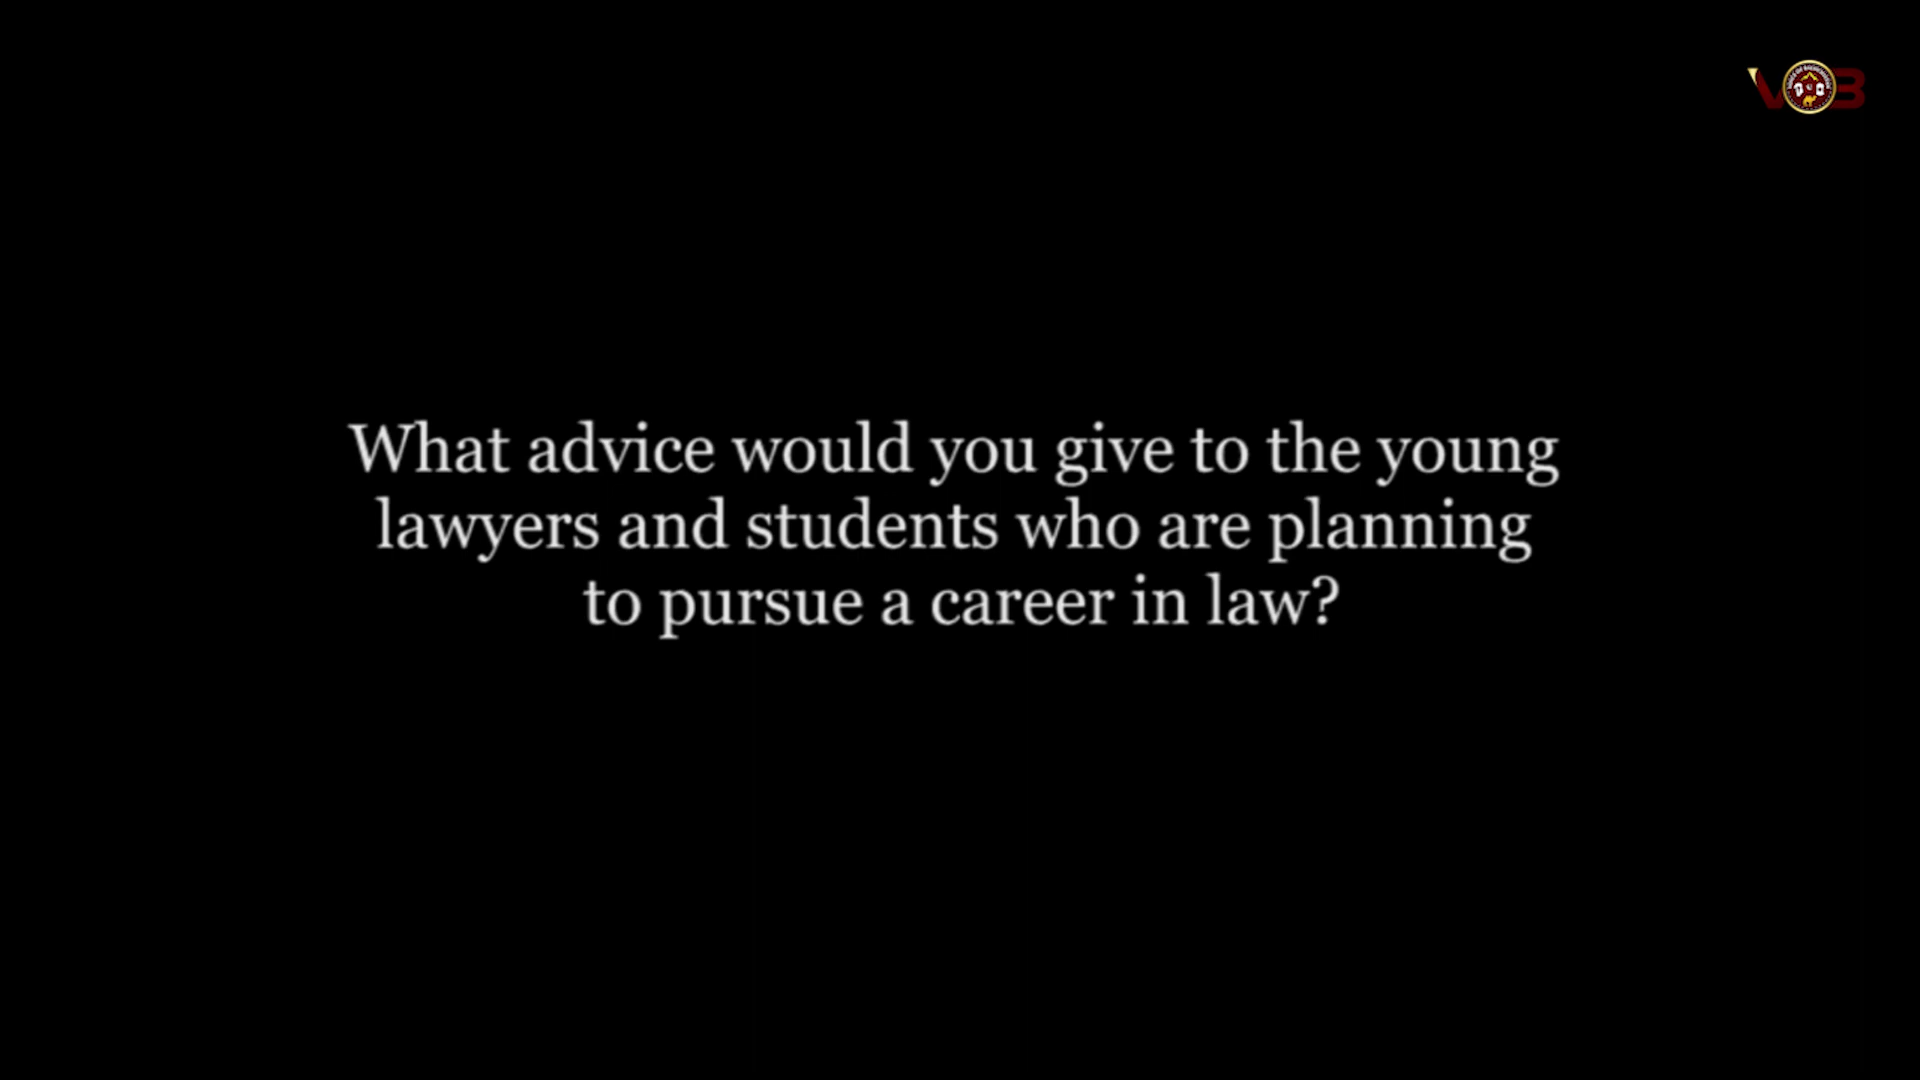 VOB
What advice would you give to the young
lawyers and students who are planning
to pursue a career in law?